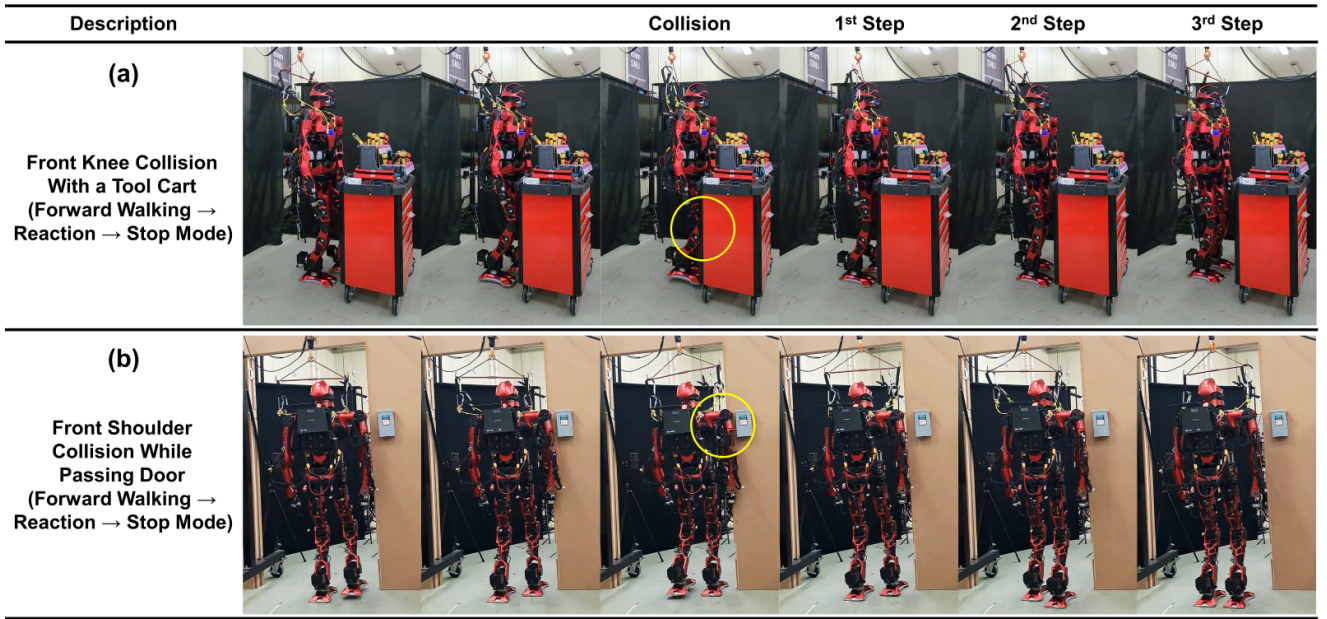 Description Collision 1st Step 2nd Step 3rd Step
(a)
Front Knee Collision
With a Tool Cart
(Forward Walking →
Reaction → Stop Mode)
(b)
Front Shoulder
Collision While
Passing Door
(Forward Walking →
Reaction → Stop Mode)